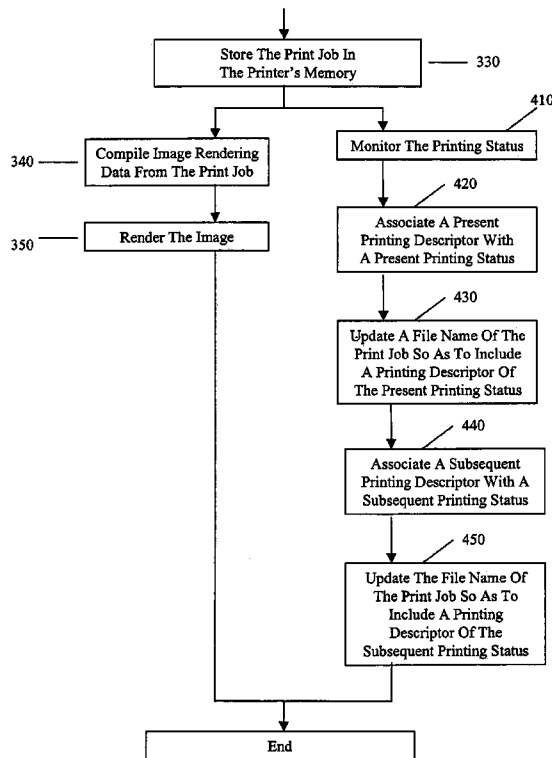 Store The Print Job In
The Printer's Memory
330
410
340
Compile Image Rendering
Data From The Print Job
Monitor The Printing Status
420
350
Render The Image
Associate A Present
Printing Descriptor With
A Present Printing Status
430
Update A File Name Of The
Print Job So As To Include
A Printing Descriptor Of
The Present Printing Status
440
Associate A Subsequent
Printing Descriptor With A
Subsequent Printing Status
450
Update The File Name Of
The Print Job So As To
Include A Printing
Descriptor Of The
Subsequent Printing Status
End